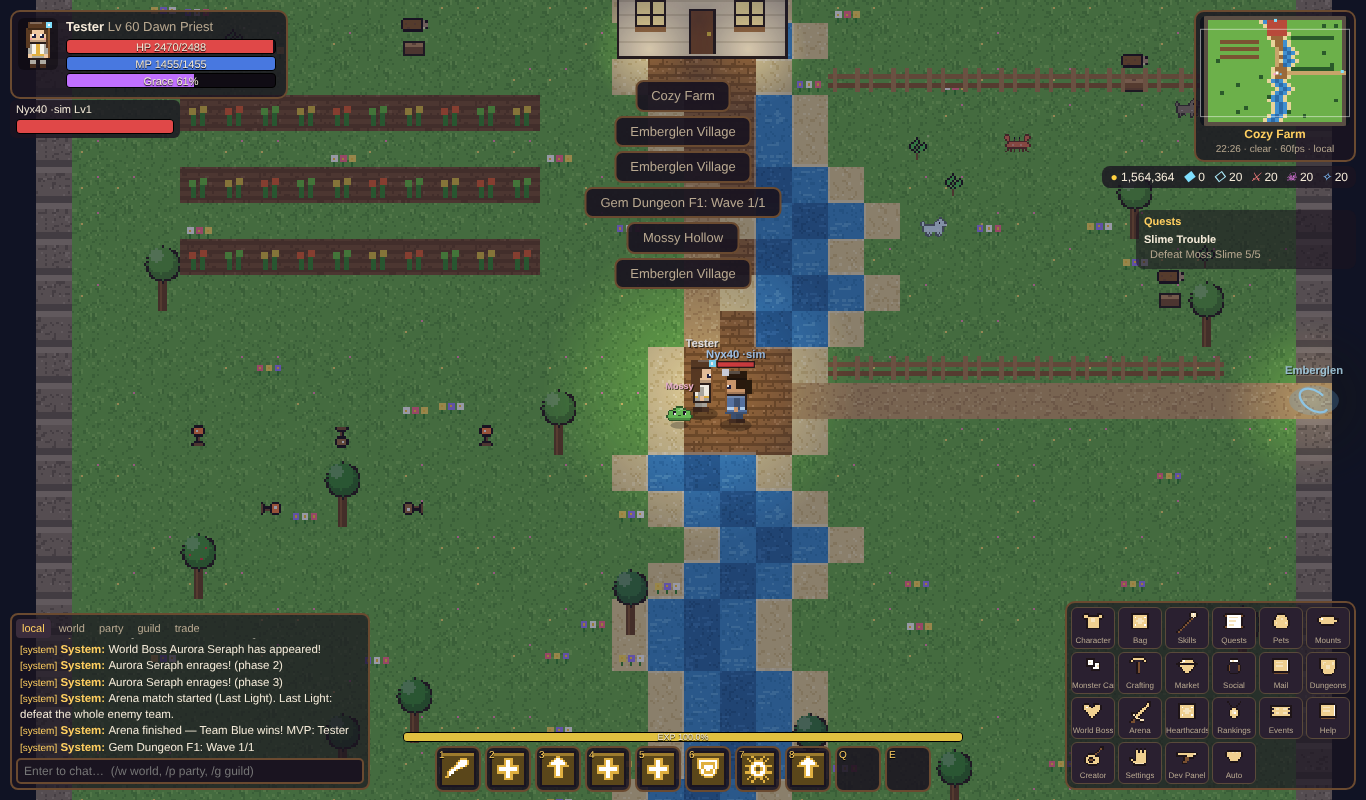 Tester Lv 60 Dawn Priest
HP 2470/2488
MP 1455/1455
Grace 61%
Nyx40 ·sim Lv1
Cozy Farm
Emberglen Village
Emberglen Village
Gem Dungeon F1: Wave 1/1
Mossy Hollow
Emberglen Village
Cozy Farm
22:26 · clear · 60fps · local
1,564,364 0 20 20 20 20
Quests
Slime Trouble
Defeat Moss Slime 5/5
Tester
Nyx40 ·sim
Mossy
Emberglen
local world party guild trade
[system] System: World Boss Aurora Seraph has appeared!
[system] System: Aurora Seraph enrages! (phase 2)
[system] System: Aurora Seraph enrages! (phase 3)
[system] System: Arena match started (Last Light). Last Light:
defeat the whole enemy team.
[system] System: Arena finished — Team Blue wins! MVP: Tester
[system] System: Gem Dungeon F1: Wave 1/1
Enter to chat… (/w world, /p party, /g guild)
EXP 100.0%
1 2 3 4 5 6 7 8 Q E
Character Bag Skills Quests Pets Mounts
Monster Ca Crafting Market Social Mail Dungeons
World Boss Arena Hearthcards Rankings Events Help
Creator Settings Dev Panel Auto